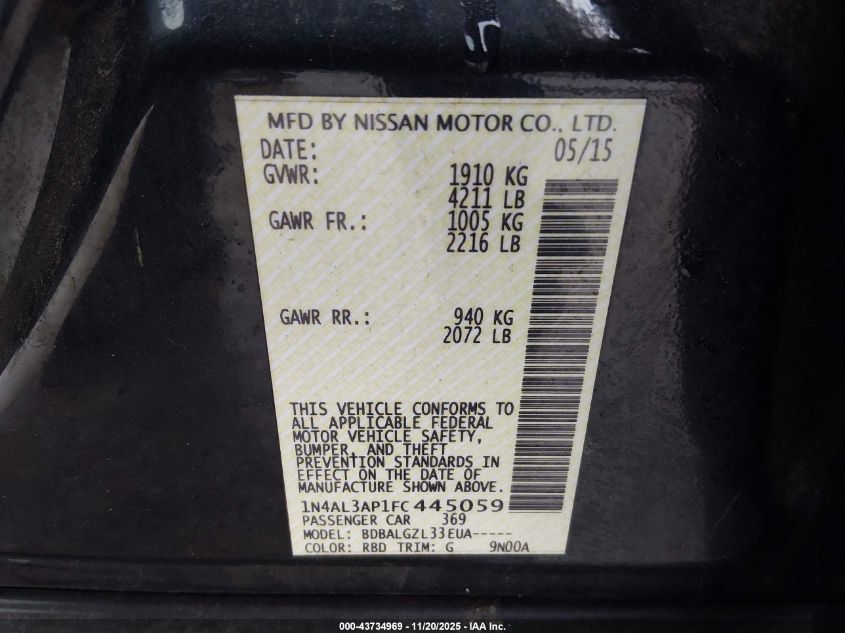 MFD BY NISSAN MOTOR CO., LTD.
DATE: 05/15
GVWR: 1910 KG
4211 LB
GAWR FR.: 1005 KG
2216 LB
GAWR RR.: 940 KG
2072 LB
THIS VEHICLE CONFORMS TO
ALL APPLICABLE FEDERAL
MOTOR VEHICLE SAFETY,
BUMPER, AND THEFT
PREVENTION STANDARDS IN
EFFECT ON THE DATE OF
MANUFACTURE SHOWN ABOVE.
1N4AL3AP1FC445059
PASSENGER CAR 369
MODEL: BDBALGZL33EUA-----
COLOR: RBD TRIM: G 9N00A
000-43734969 - 11/20/2025 - IAA Inc.